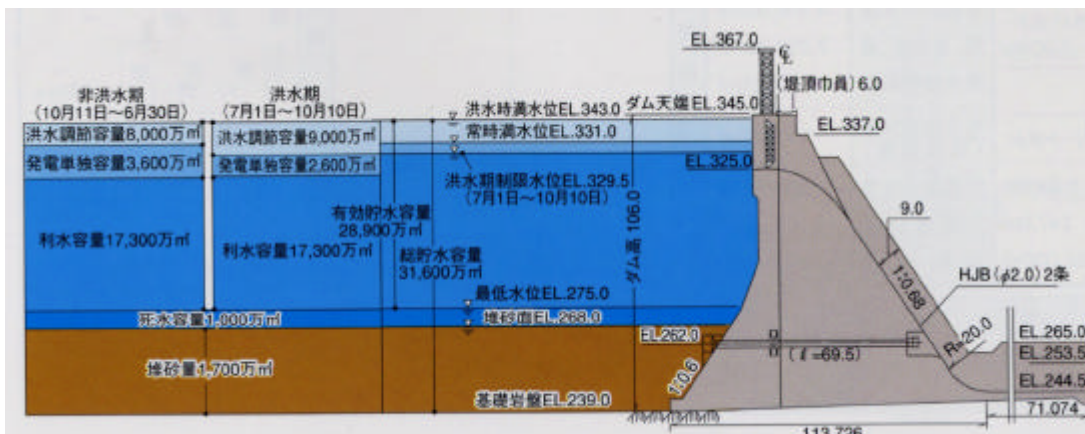 非洪水期
(10月11日～6月30日)
洪水調節容量8,000万㎥
発電単独容量3,600万㎥
利水容量17,300万㎥
洪水期
(7月1日～10月10日)
洪水調節容量9,000万㎥
発電単独容量2,600万㎥
利水容量17,300万㎥
死水容量1,000万㎥
堆砂量1,700万㎥
洪水時満水位EL.343.0
常時満水位EL.331.0
洪水期制限水位EL.329.5
(7月1日～10月10日)
有効貯水容量
28,900万㎥
総貯水容量
31,600万㎥
最低水位EL.275.0
堆砂面EL.268.0
基礎岩盤EL.239.0
ダム高 106.0
EL.367.0
℄
(堤頂巾員)6.0
ダム天端EL.345.0
EL.337.0
EL.325.0
9.0
1:0.68
HJB(φ2.0)2条
R=20.0
EL.262.0
(ℓ=69.5)
1:0.6
EL.265.0
EL.253.5
EL.244.5
71.074
113.726